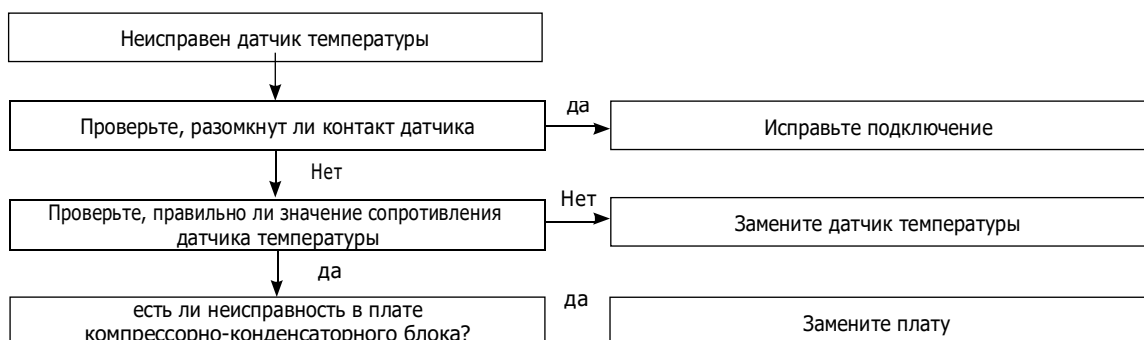 Неисправен датчик температуры
да
Проверьте, разомкнут ли контакт датчика
Исправьте подключение
Нет
Нет
Проверьте, правильно ли значение сопротивления
датчика температуры
Замените датчик температуры
да
есть ли неисправность в плате
компрессорно-конденсаторного блока?
да
Замените плату